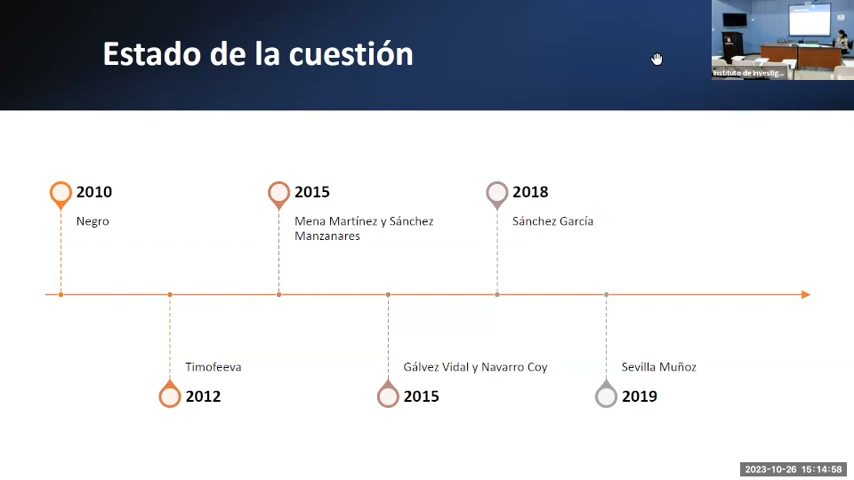 Estado de la cuestión
Instituto de Investig...
2010
Negro
2015
Mena Martínez y Sánchez
Manzanares
2018
Sánchez García
Timofeeva
2012
Gálvez Vidal y Navarro Coy
2015
Sevilla Muñoz
2019
2023-10-26 15:14:58